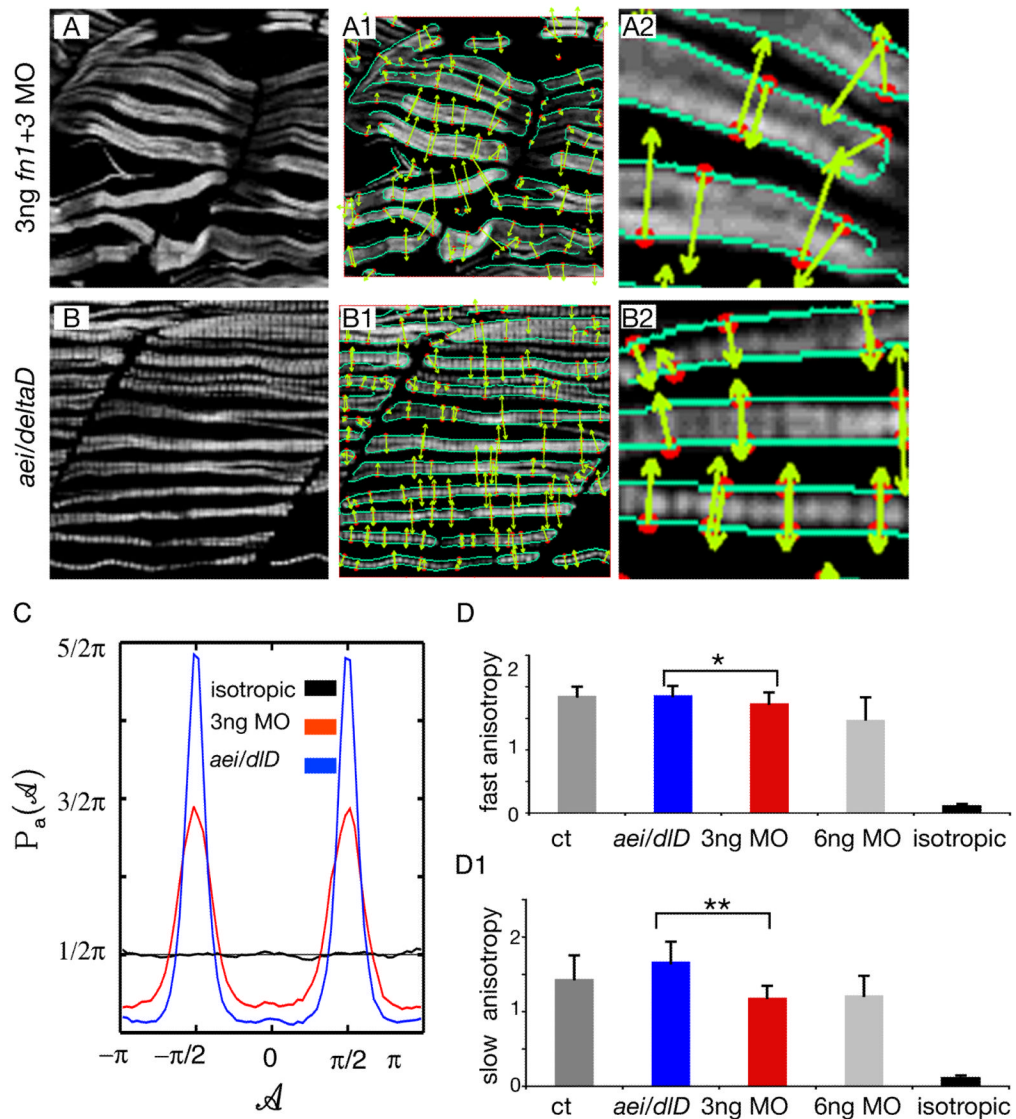 3ng fn1+3 MO
A
A1
A2
aei/deltaD
B
B1
B2
C
5/2π
3/2π
1/2π
P_a(𝒜)
isotropic
3ng MO
aei/dlD
−π
−π/2
0
π/2
π
𝒜
D
fast anisotropy
2
1
0
*
ct
aei/dlD
3ng MO
6ng MO
isotropic
D1
slow anisotropy
2
1
0
**
ct
aei/dlD
3ng MO
6ng MO
isotropic